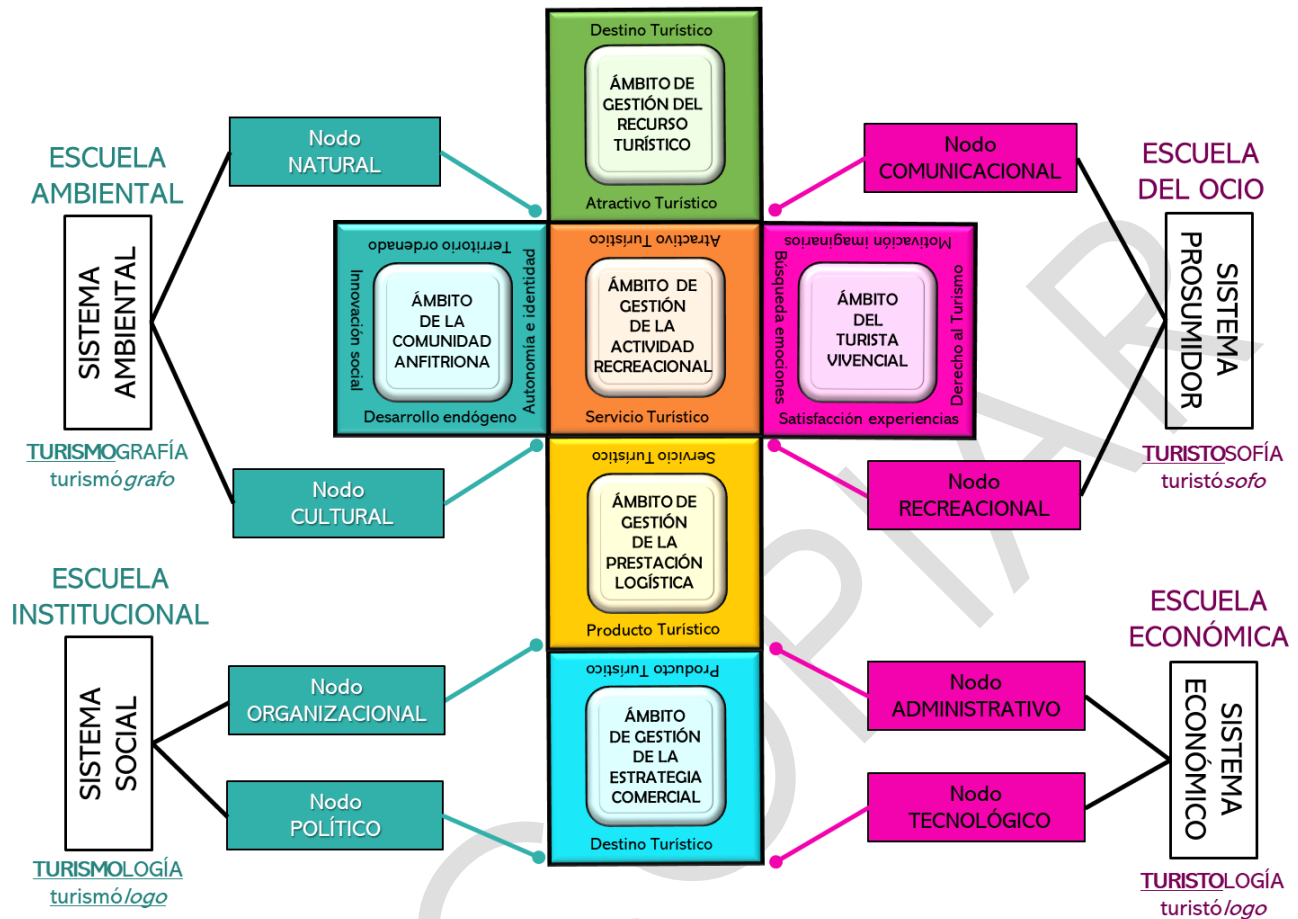 Destino Turístico
ÁMBITO DE
GESTIÓN DEL
RECURSO
TURÍSTICO
Atractivo Turístico
ESCUELA
AMBIENTAL
SISTEMA
AMBIENTAL
TURISMOGRAFÍA
turismógrafo
Nodo
NATURAL
Nodo
CULTURAL
Territorio ordenado
Innovación social
ÁMBITO
DE LA
COMUNIDAD
ANFITRIONA
Autonomía e identidad
Desarrollo endógeno
Atractivo Turístico
ÁMBITO DE
GESTIÓN
DE LA
ACTIVIDAD
RECREACIONAL
Servicio Turístico
Motivación imaginarios
Búsqueda emociones
ÁMBITO
DEL
TURISTA
VIVENCIAL
Derecho al Turismo
Satisfacción experiencias
Nodo
COMUNICACIONAL
Nodo
RECREACIONAL
ESCUELA
DEL OCIO
SISTEMA
PROSUMIDOR
TURISTOSOFÍA
turistósofo
Servicio Turístico
ÁMBITO DE
GESTIÓN
DE LA
PRESTACIÓN
LOGÍSTICA
Producto Turístico
ESCUELA
INSTITUCIONAL
SISTEMA
SOCIAL
TURISMOLOGÍA
turismólogo
Nodo
ORGANIZACIONAL
Nodo
POLÍTICO
Producto Turístico
ÁMBITO
DE GESTIÓN
DE LA
ESTRATEGIA
COMERCIAL
Destino Turístico
Nodo
ADMINISTRATIVO
Nodo
TECNOLÓGICO
ESCUELA
ECONÓMICA
SISTEMA
ECONÓMICO
TURISTOLOGÍA
turistólogo
COPIAR